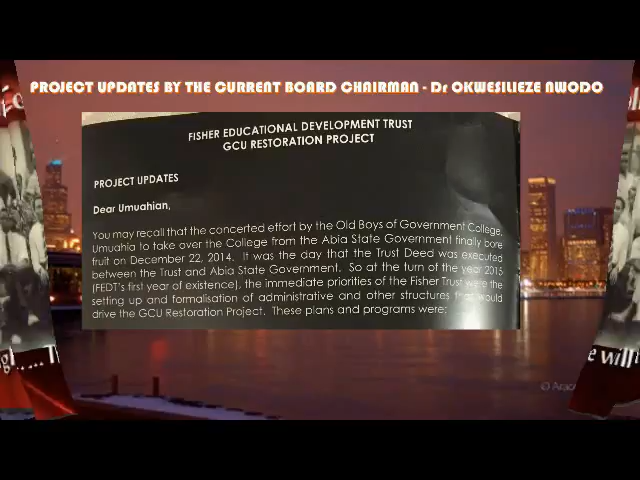 PROJECT UPDATES BY THE CURRENT BOARD CHAIRMAN - Dr OKWESILIEZE NWODO
FISHER EDUCATIONAL DEVELOPMENT TRUST
GCU RESTORATION PROJECT
PROJECT UPDATES
Dear Umuahian,
You may recall that the concerted effort by the Old Boys of Government College,
Umuahia to take over the College from the Abia State Government finally bore
fruit on December 22, 2014. It was the day that the Trust Deed was executed
between the Trust and Abia State Government. So at the turn of the year 2015
(FEDT's first year of existence), the immediate priorities of the Fisher Trust were the
setting up and formalisation of administrative and other structures that would
drive the GCU Restoration Project. These plans and programs were:
e will